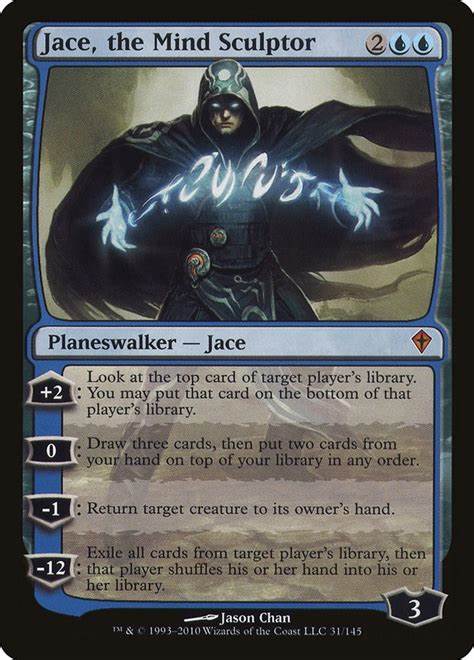 Jace, the Mind Sculptor 2
Planeswalker — Jace
+2: Look at the top card of target player's library.
You may put that card on the bottom of that
player's library.
0: Draw three cards, then put two cards from
your hand on top of your library in any order.
-1: Return target creature to its owner's hand.
-12: Exile all cards from target player's library, then
that player shuffles his or her hand into his or
her library.
3
Jason Chan
™ & © 1993–2010 Wizards of the Coast LLC 31/145